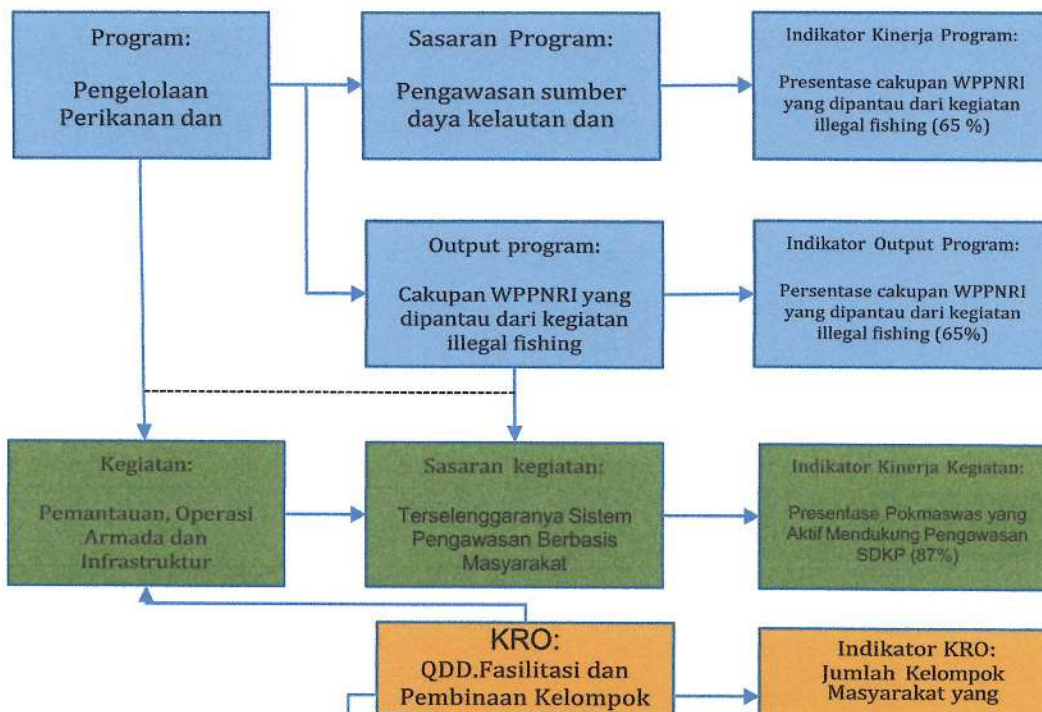 Program:
Pengelolaan
Perikanan dan
Sasaran Program:
Pengawasan sumber
daya kelautan dan
Indikator Kinerja Program:
Presentase cakupan WPPNRI
yang dipantau dari kegiatan
illegal fishing (65 %)
Output program:
Cakupan WPPNRI yang
dipantau dari kegiatan
illegal fishing
Indikator Output Program:
Persentase cakupan WPPNRI
yang dipantau dari kegiatan
illegal fishing (65%)
Kegiatan:
Pemantauan, Operasi
Armada dan
Infrastruktur
Sasaran kegiatan:
Terselenggaranya Sistem
Pengawasan Berbasis
Masyarakat
Indikator Kinerja Kegiatan:
Presentase Pokmaswas yang
Aktif Mendukung Pengawasan
SDKP (87%)
KRO:
QDD.Fasilitasi dan
Pembinaan Kelompok
Indikator KRO:
Jumlah Kelompok
Masyarakat yang